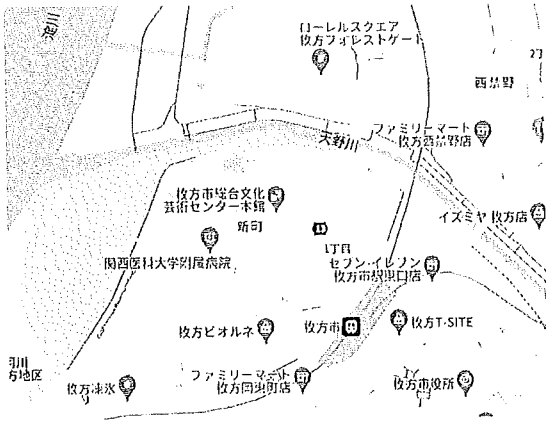 淀川
ローレルスクエア
枚方フォレストゲート
西禁野
ファミリーマート
枚方西禁野店
天野川
枚方市総合文化
芸術センター本館
イズミヤ 枚方店
新町
1丁目
関西医科大学附属病院
セブン-イレブン
枚方市駅東口店
枚方ビオルネ
枚方市
枚方T-SITE
方地区
枚方凍氷
ファミリーマート
枚方岡東町店
枚方市役所